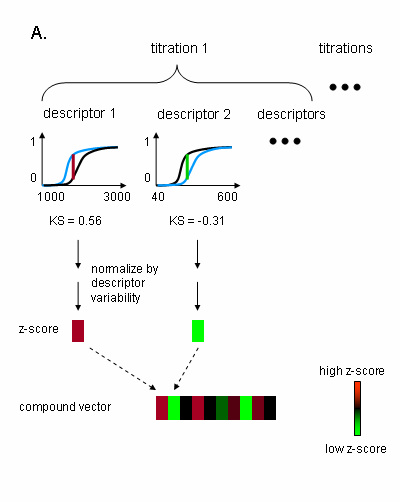 A.
titration 1
titrations
descriptor 1
descriptor 2
descriptors
1
0
1000
3000
1
0
40
600
KS = 0.56
KS = -0.31
normalize by
descriptor
variability
z-score
high z-score
compound vector
low z-score